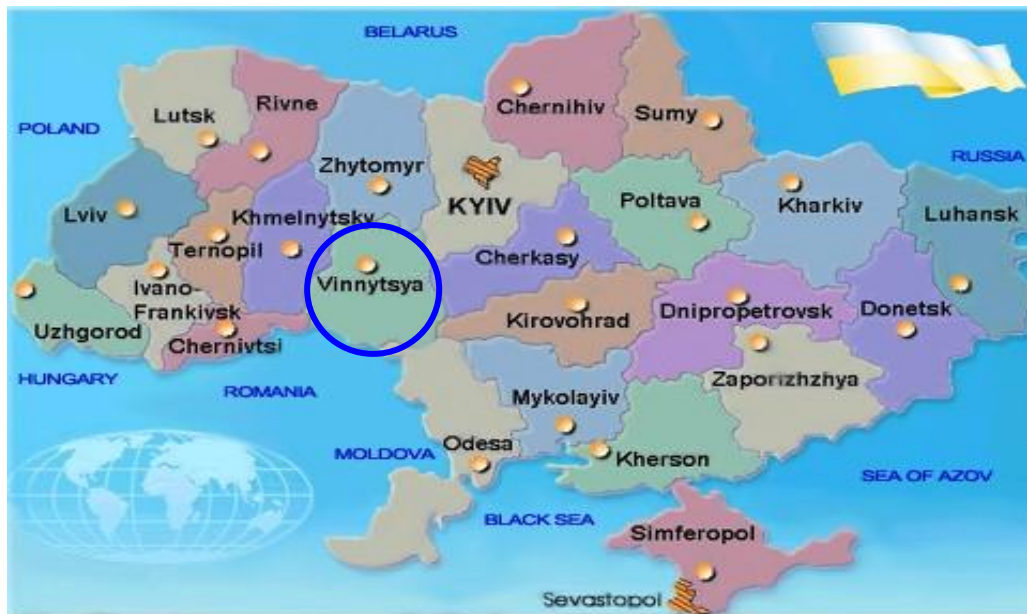 BELARUS
Chernihiv
Sumy
Rivne
Lutsk
POLAND
RUSSIA
Zhytomyr
KYIV
Poltava
Kharkiv
Luhansk
Lviv
Khmelnytsky
Ternopil
Cherkasy
Vinnytsya
Ivano-
Frankivsk
Uzhgorod
Chernivtsi
Kirovohrad
Dnipropetrovsk
Donetsk
HUNGARY
ROMANIA
Zaporizhzhya
Mykolayiv
Odesa
MOLDOVA
Kherson
SEA OF AZOV
BLACK SEA
Simferopol
Sevastopol